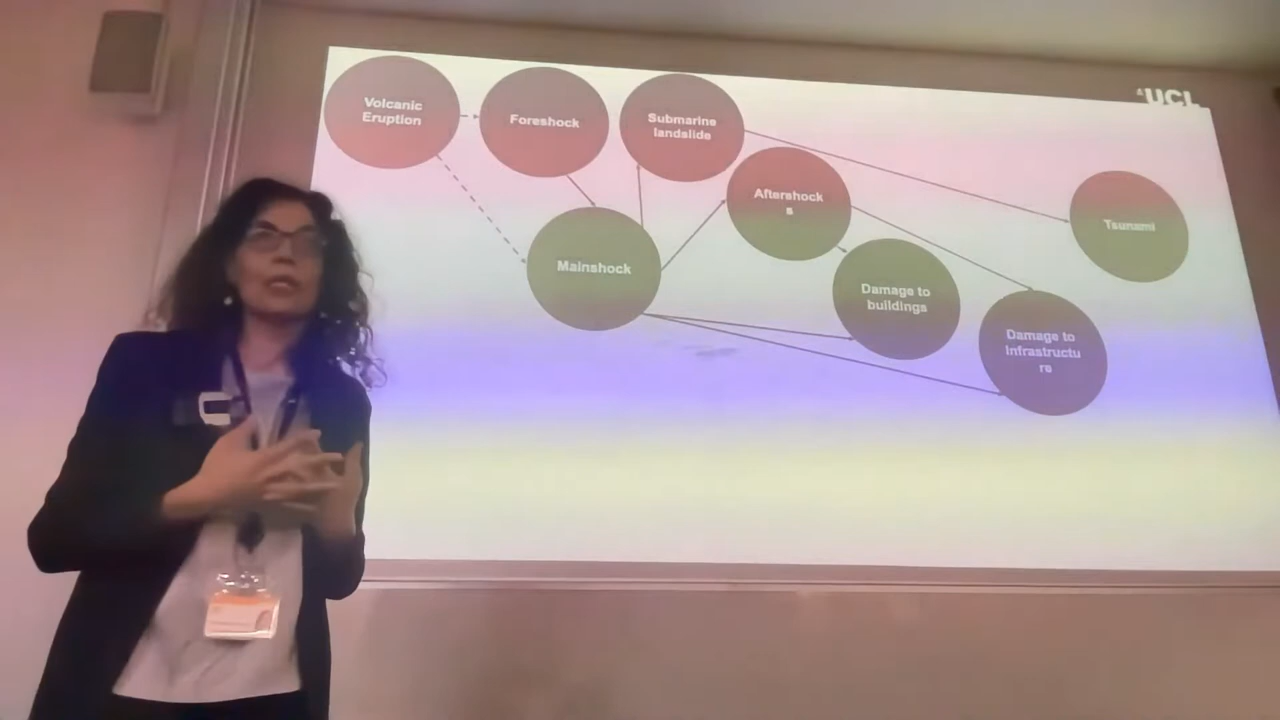 UCL
Volcanic
Eruption
Foreshock
Submarine
landslide
Aftershock
s
Tsunami
Mainshock
Damage to
buildings
Damage to
Infrastructu
re